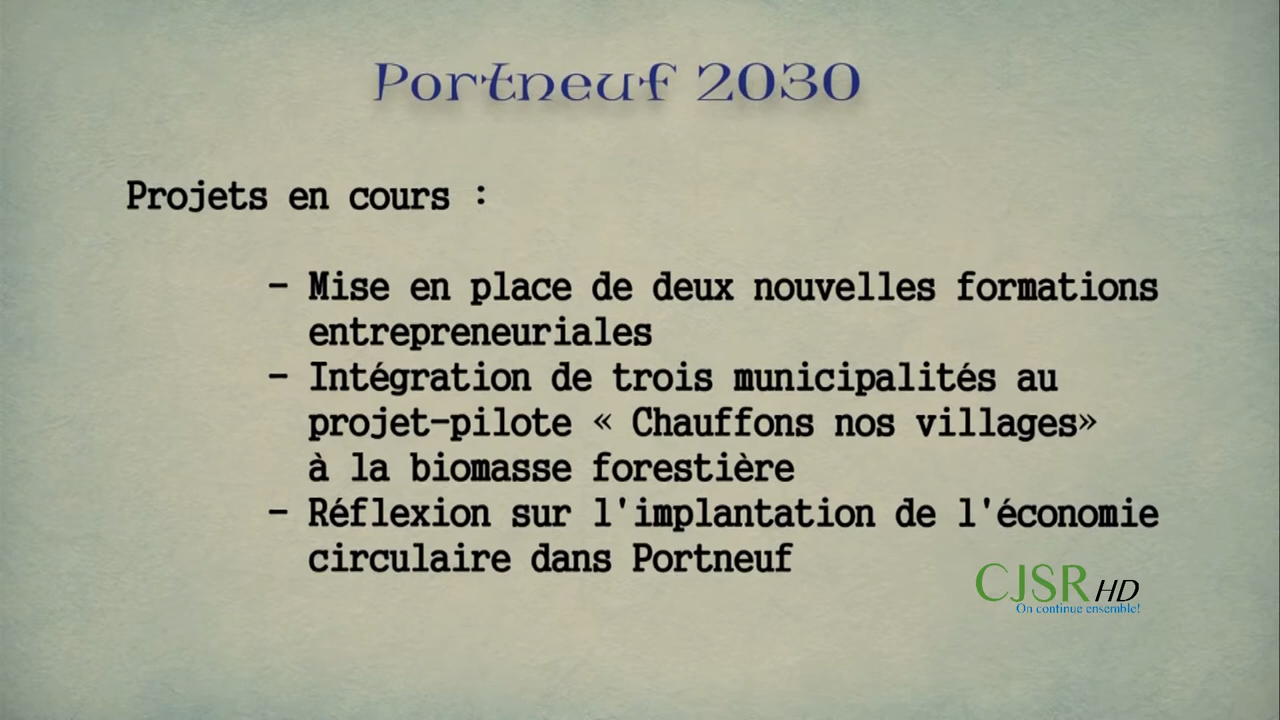 Portneuf 2030
Projets en cours :
- Mise en place de deux nouvelles formations
entrepreneuriales
- Intégration de trois municipalités au
projet-pilote « Chauffons nos villages»
à la biomasse forestière
- Réflexion sur l'implantation de l'économie
circulaire dans Portneuf
CJSR HD
On continue ensemble!